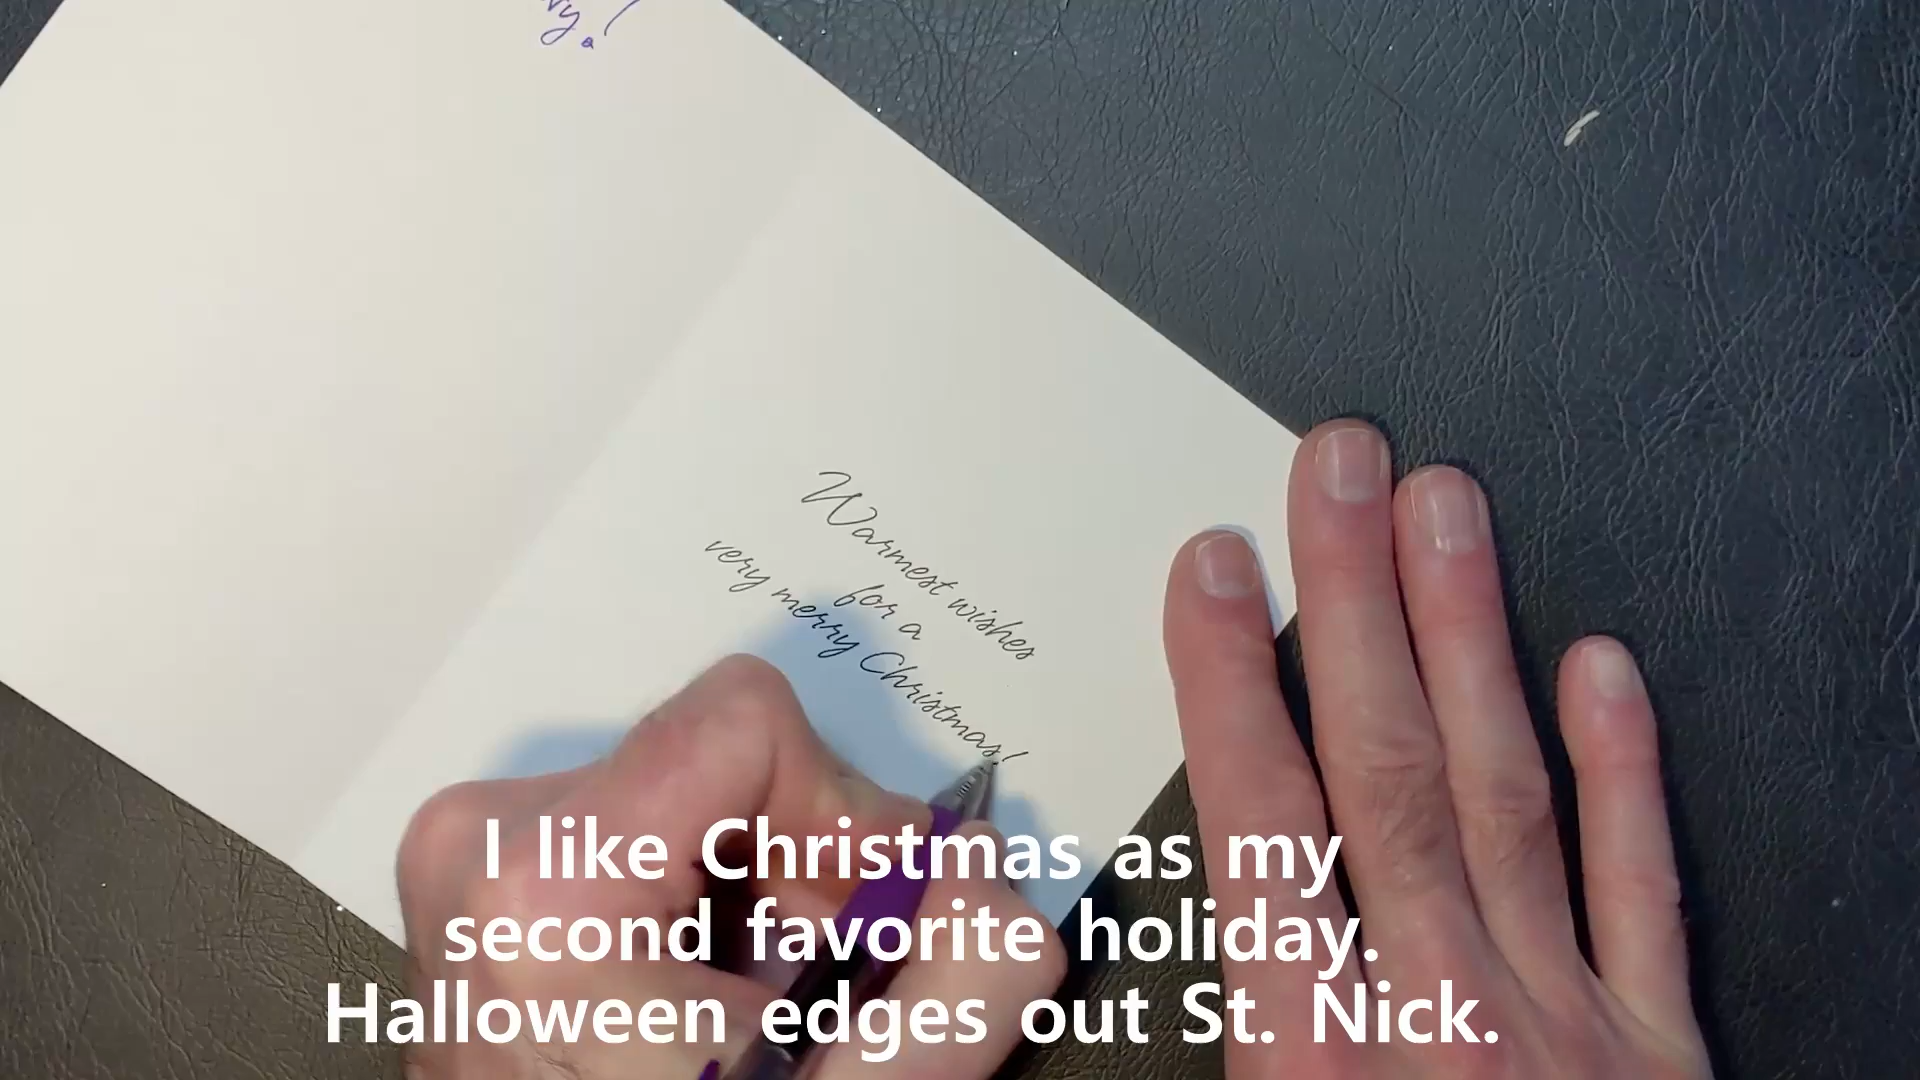 Warmest wishes
for a
very merry Christmas!
I like Christmas as my
second favorite holiday.
Halloween edges out St. Nick.